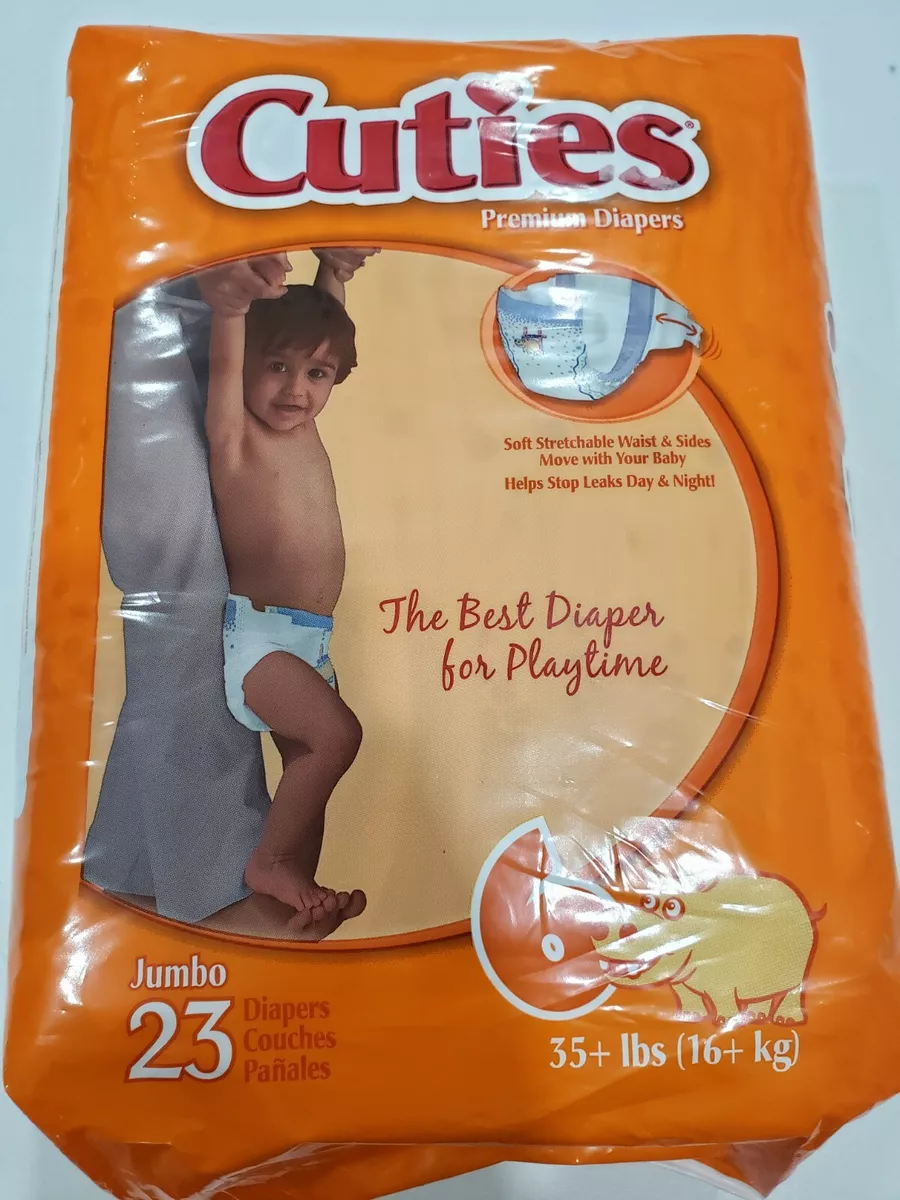 Cuties®
Premium Diapers
Soft Stretchable Waist & Sides
Move with Your Baby
Helps Stop Leaks Day & Night!
The Best Diaper
for Playtime
Jumbo
23
Diapers
Couches
Pañales
35+ lbs (16+ kg)